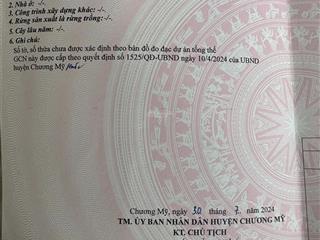 2. Nhà ở: -/-.
3. Công trình xây dựng khác: -/-.
4. Rừng sản xuất là rừng trồng: -/-.
5. Cây lâu năm: -/-.
6. Ghi chú:
Số tờ, số thửa chưa được xác định theo bản đồ đo đạc dự án tổng thể
GCN này được cấp theo quyết định số 1525/QĐ-UBND ngày 10/4/2024 của UBND
huyện Chương Mỹ
Chương Mỹ, ngày 30 tháng 7 2024
TM. ỦY BAN NHÂN DÂN HUYỆN CHƯƠNG MỸ
KT. CHỦ TỊCH